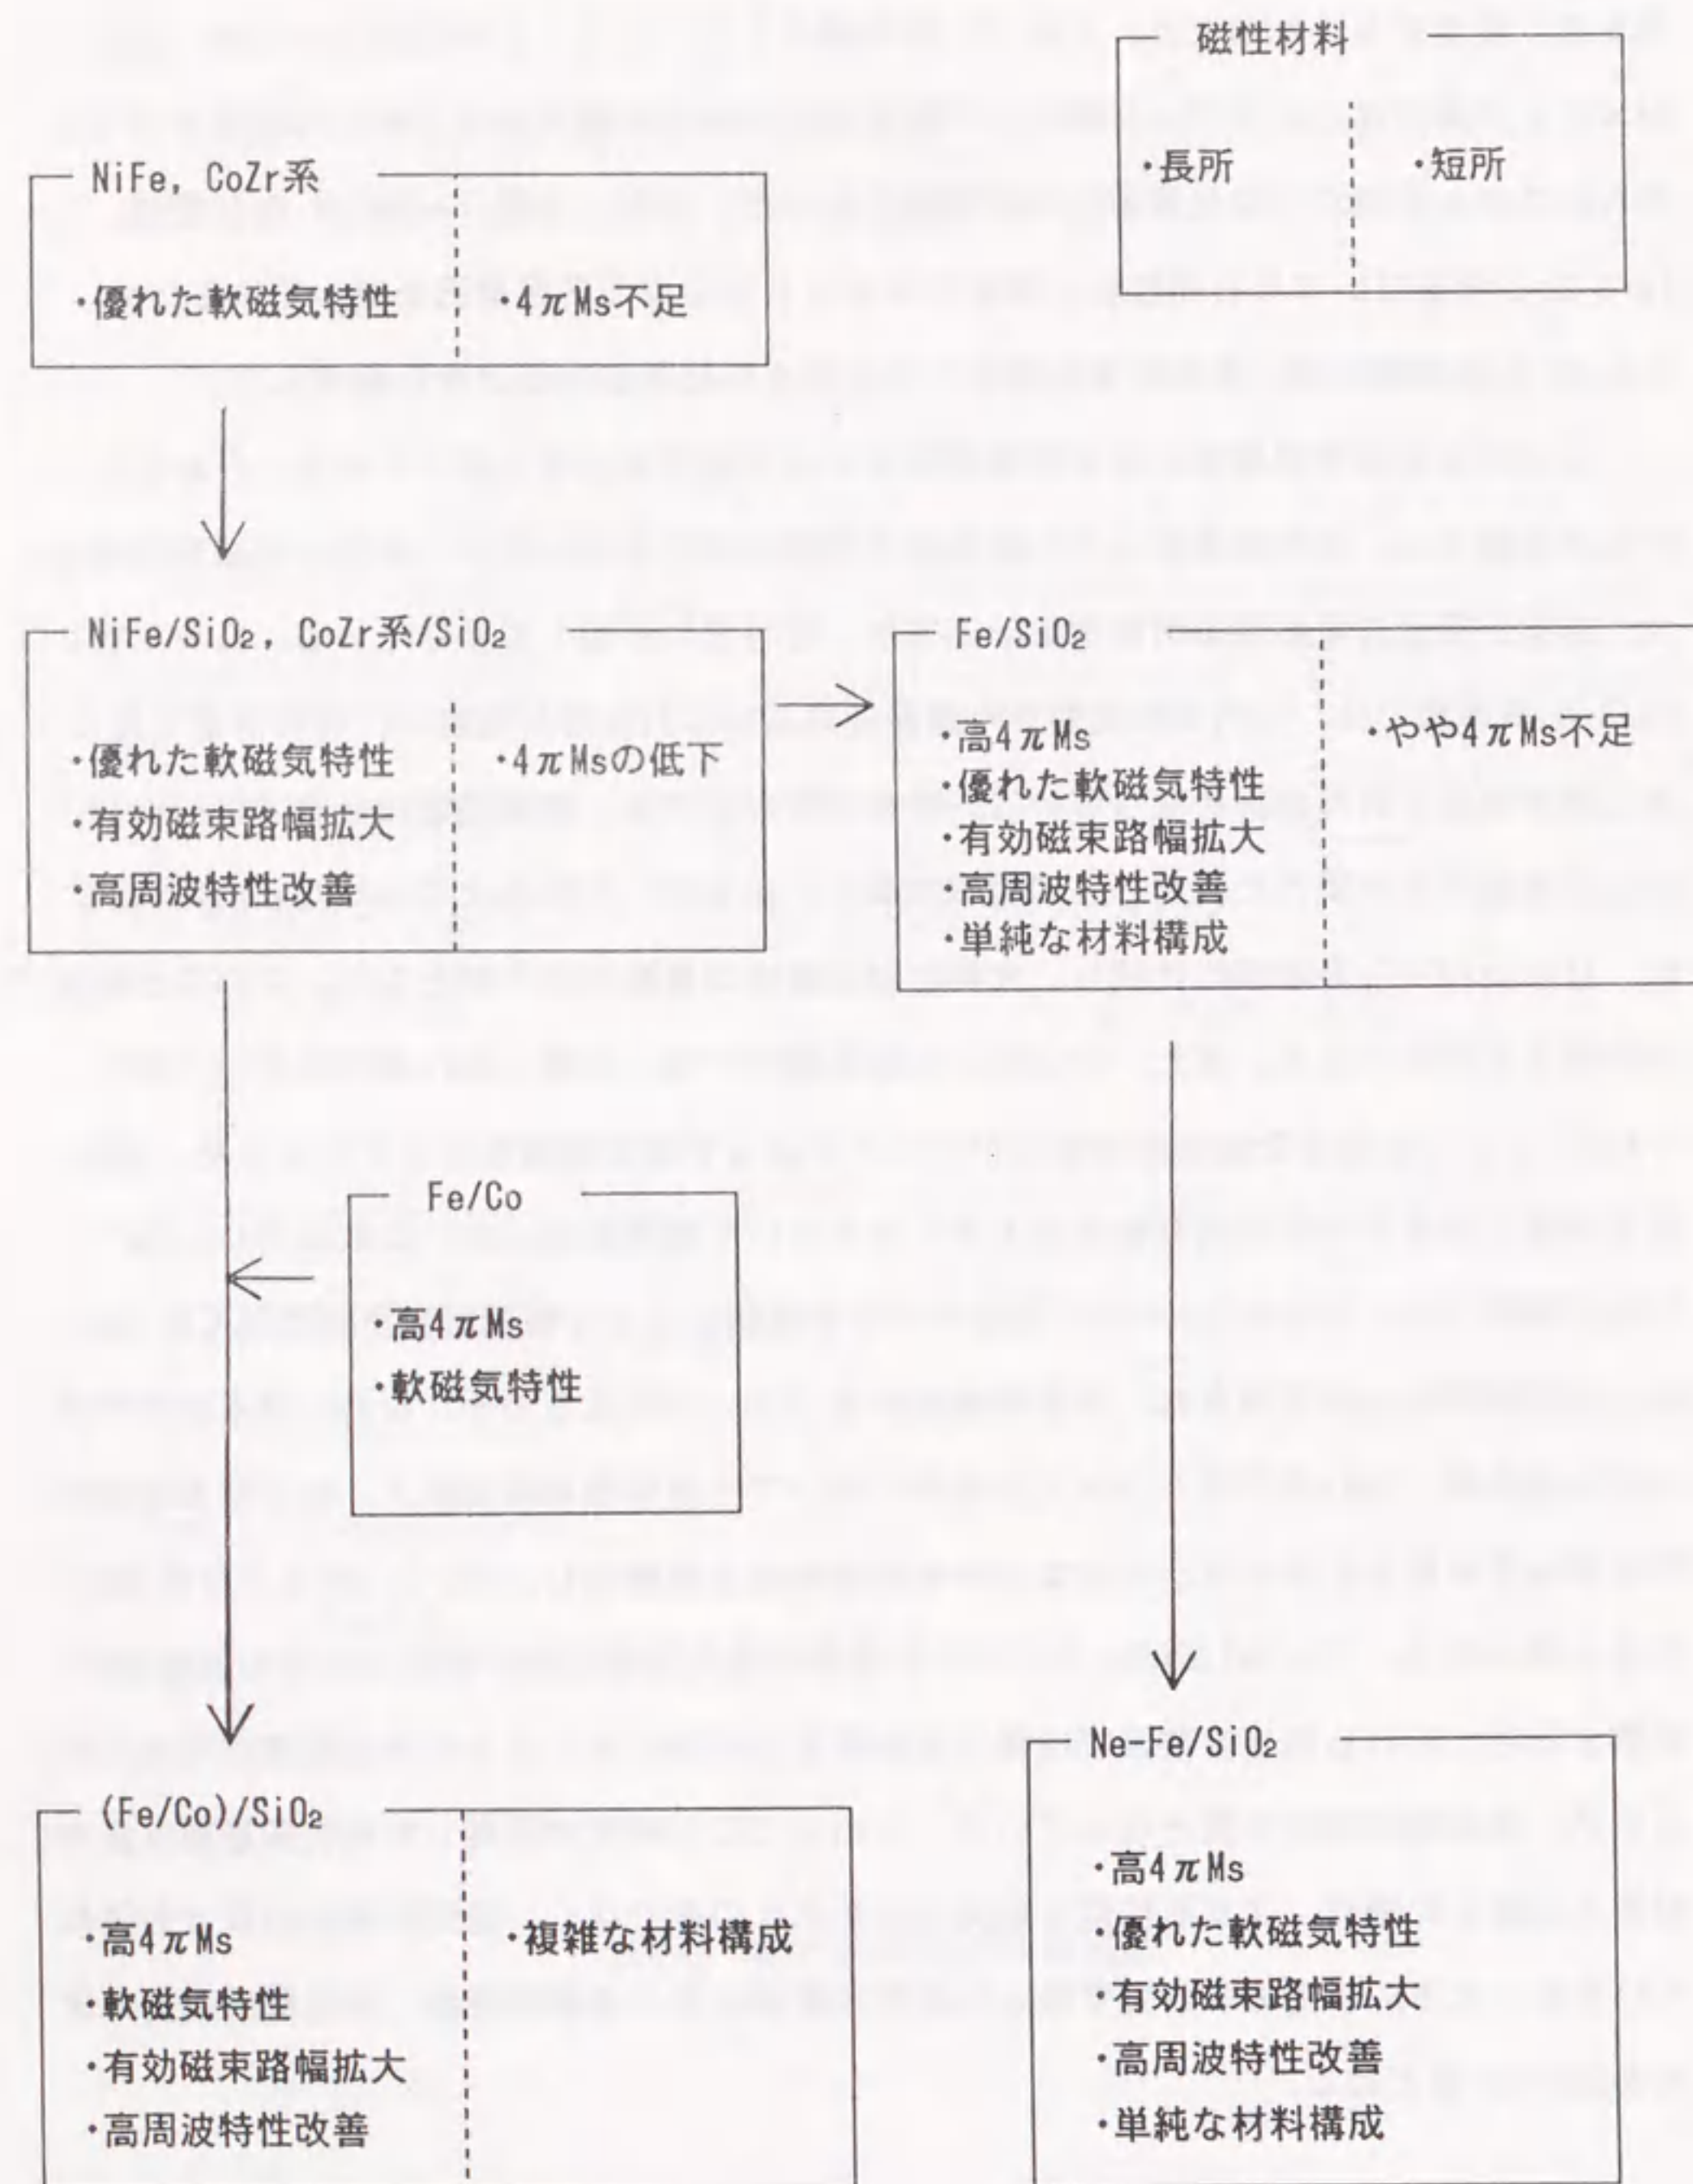 磁性材料
・長所
・短所
NiFe, CoZr系
・優れた軟磁気特性
・4πMs不足
NiFe/SiO₂, CoZr系/SiO₂
・優れた軟磁気特性
・有効磁束路幅拡大
・高周波特性改善
・4πMsの低下
Fe/SiO₂
・高4πMs
・優れた軟磁気特性
・有効磁束路幅拡大
・高周波特性改善
・単純な材料構成
・やや4πMs不足
Fe/Co
・高4πMs
・軟磁気特性
(Fe/Co)/SiO₂
・高4πMs
・軟磁気特性
・有効磁束路幅拡大
・高周波特性改善
・複雑な材料構成
Ne-Fe/SiO₂
・高4πMs
・優れた軟磁気特性
・有効磁束路幅拡大
・高周波特性改善
・単純な材料構成